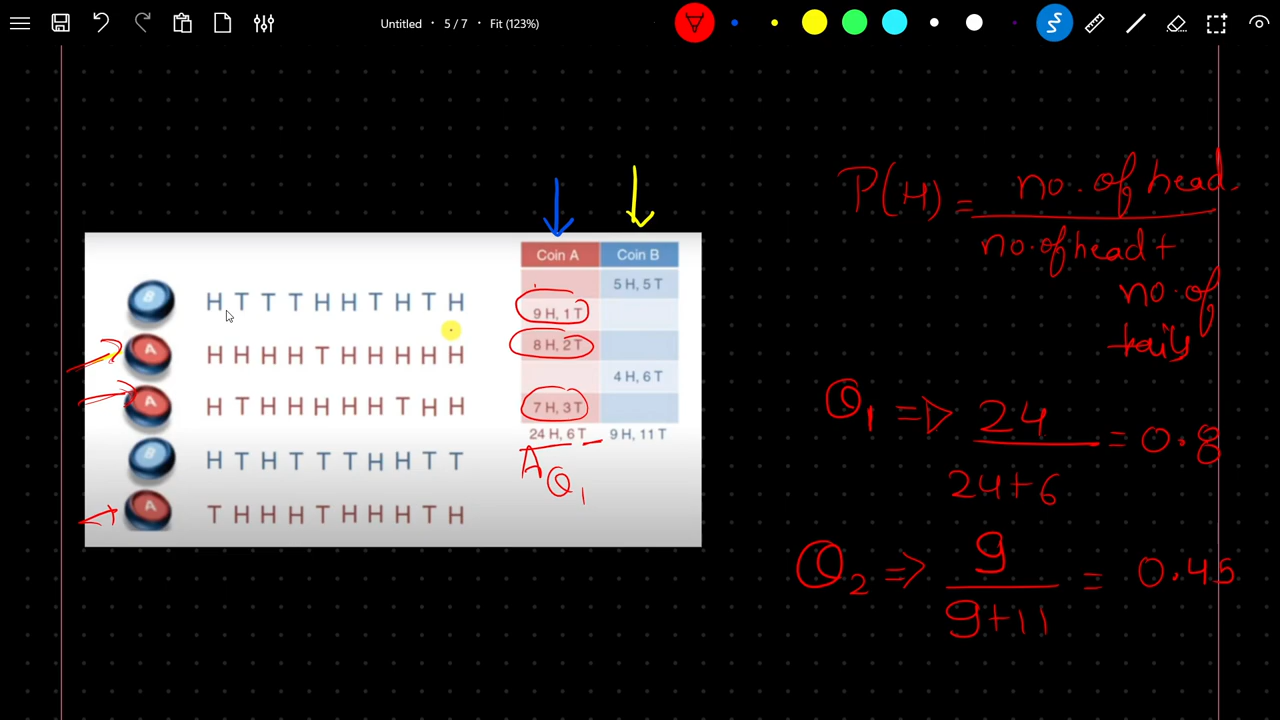 Untitled • 5 / 7 • Fit (123%)
P(H) = no. of head.
no. of head +
no. of
tails
Coin A Coin B
B H T T T H H T H T H 5 H, 5 T
9 H, 1 T
A H H H H T H H H H H 8 H, 2 T
4 H, 6 T
A H T H H H H H T H H 7 H, 3 T
24 H, 6 T 9 H, 11 T
B H T H T T T H H T T
A Θ1
A T H H H T H H H T H
Θ1 => 24 = 0.8
24+6
Θ2 => 9 = 0.45
9+11